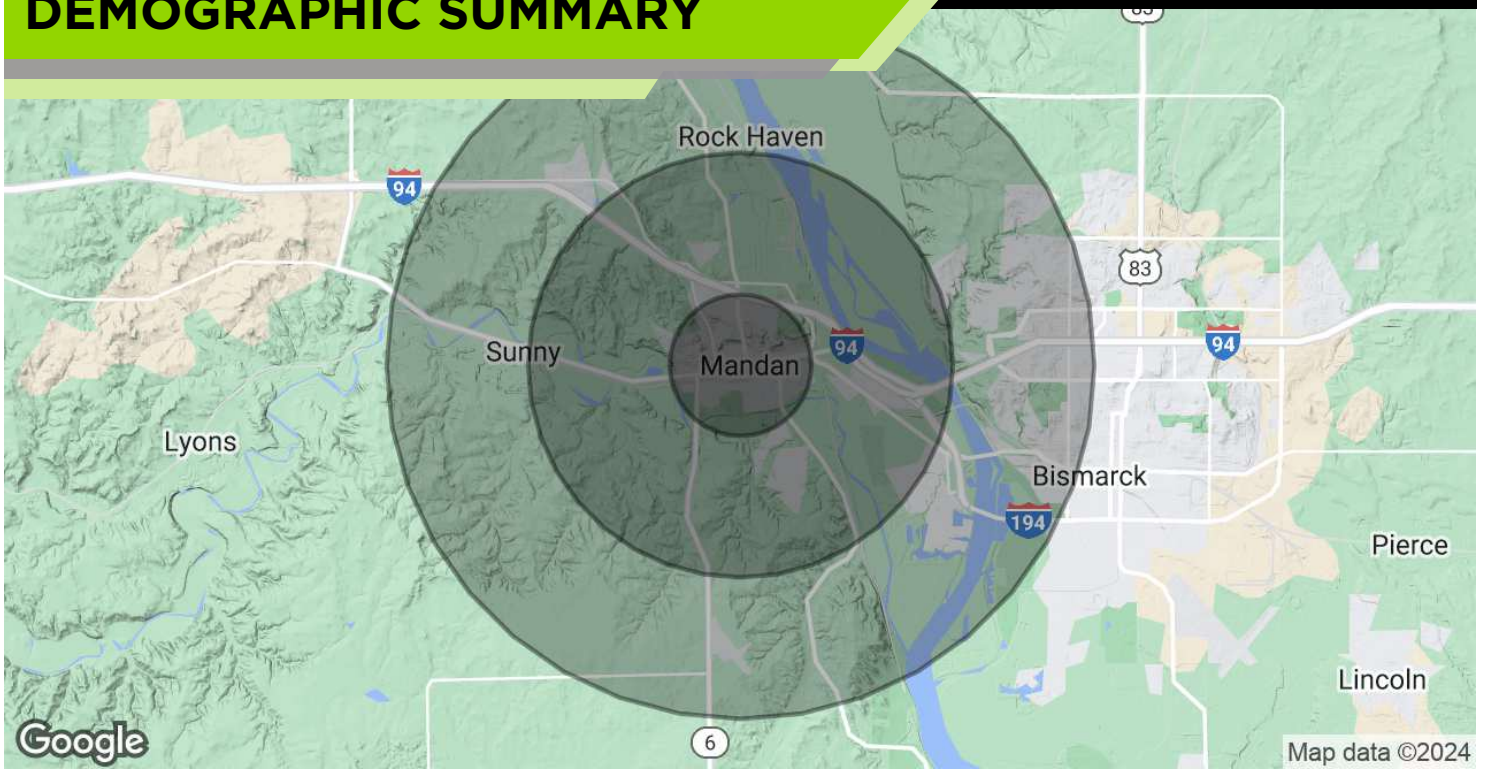 DEMOGRAPHIC SUMMARY
83
Rock Haven
94
83
94
94
Sunny
Mandan
Lyons
Bismarck
194
Pierce
Lincoln
6
Google
Map data ©2024